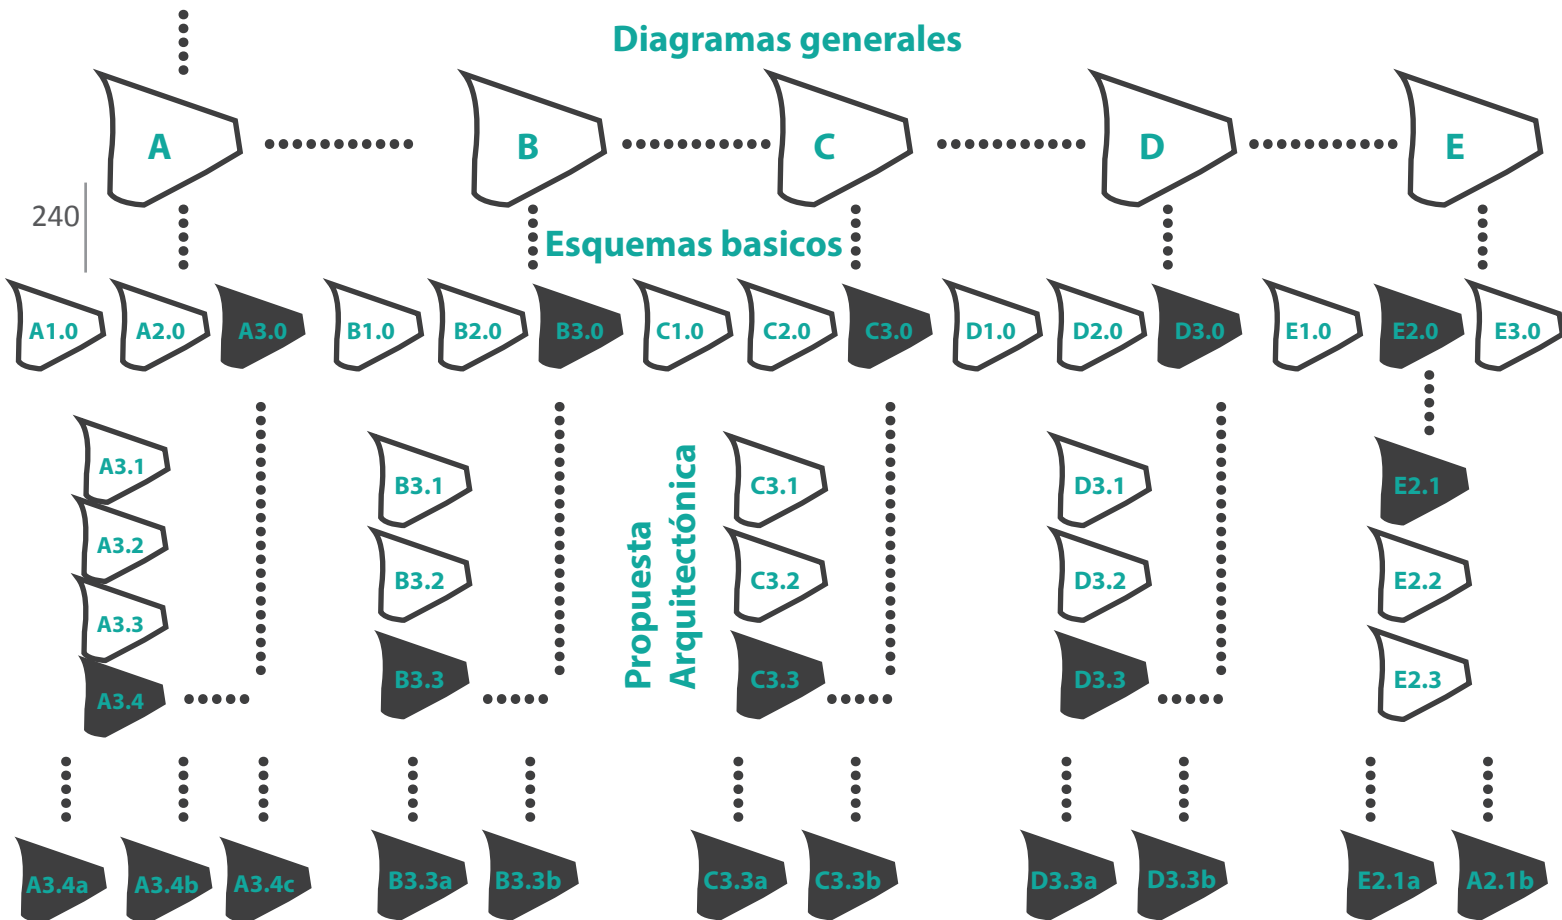 Diagramas generales
A B C D E
240
Esquemas basicos
A1.0 A2.0 A3.0 B1.0 B2.0 B3.0 C1.0 C2.0 C3.0 D1.0 D2.0 D3.0 E1.0 E2.0 E3.0
Propuesta
Arquitectónica
A3.1 B3.1 C3.1 D3.1 E2.1
A3.2 B3.2 C3.2 D3.2 E2.2
A3.3
A3.4 B3.3 C3.3 D3.3 E2.3
A3.4a A3.4b A3.4c B3.3a B3.3b C3.3a C3.3b D3.3a D3.3b E2.1a A2.1b